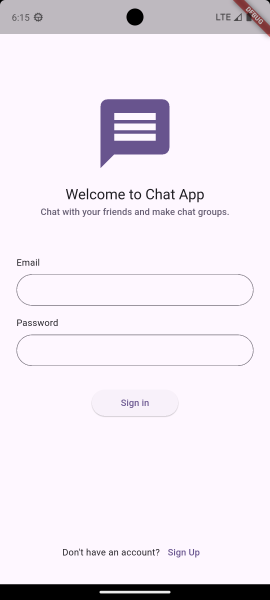 6:15
LTE
DEBUG
Welcome to Chat App
Chat with your friends and make chat groups.
Email
Password
Sign in
Don't have an account? Sign Up